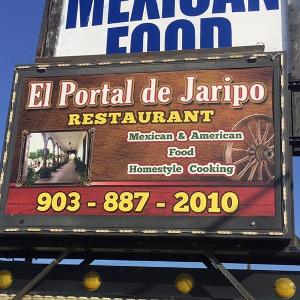 MEXICAN
FOOD
El Portal de Jaripo
RESTAURANT
Mexican & American
Food
Homestyle Cooking
903 - 887 - 2010